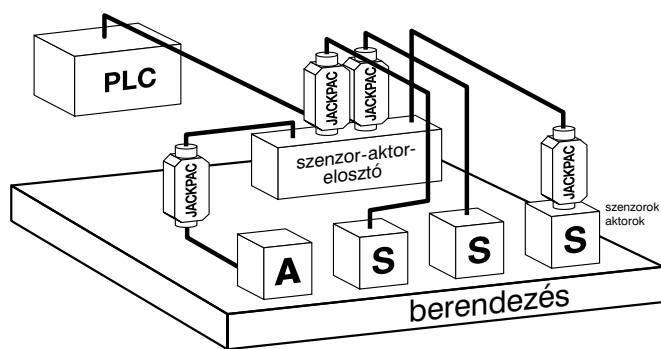 PLC
JACKPAC
JACKPAC
szenzor-aktor-
elosztó
JACKPAC
JACKPAC
szenzorok
aktorok
A
S
S
S
berendezés